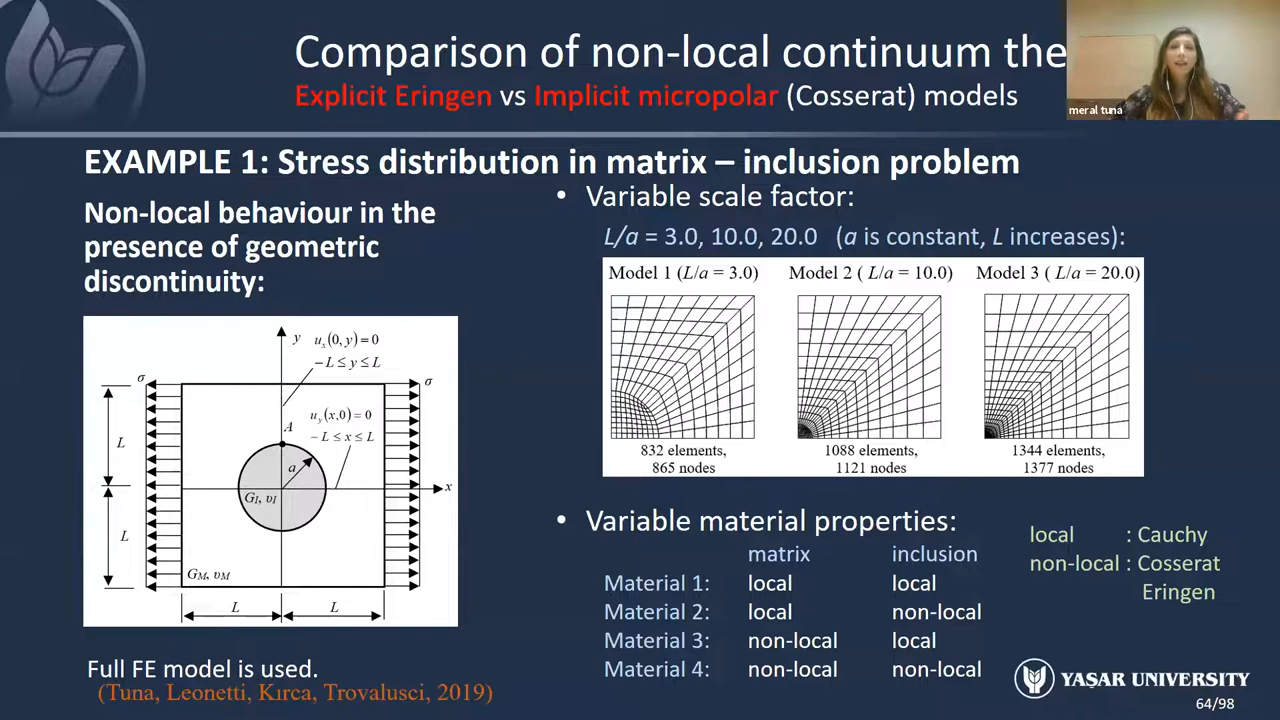 Comparison of non-local continuum the
Explicit Eringen vs Implicit micropolar (Cosserat) models
meral tuna
EXAMPLE 1: Stress distribution in matrix – inclusion problem
Non-local behaviour in the
presence of geometric
discontinuity:
y
u_x(0,y)=0
−L≤y≤L
σ
σ
u_y(x,0)=0
−L≤x≤L
A
L
a
x
G_I, υ_I
L
G_M, υ_M
L
L
Full FE model is used.
(Tuna, Leonetti, Kırca, Trovalusci, 2019)
• Variable scale factor:
L/a = 3.0, 10.0, 20.0 (a is constant, L increases):
Model 1 (L/a = 3.0) Model 2 ( L/a = 10.0) Model 3 ( L/a = 20.0)
832 elements, 1088 elements, 1344 elements,
865 nodes 1121 nodes 1377 nodes
• Variable material properties:
matrix inclusion
Material 1: local local
Material 2: local non-local
Material 3: non-local local
Material 4: non-local non-local
local : Cauchy
non-local : Cosserat
Eringen
YAŞAR UNIVERSITY
64/98